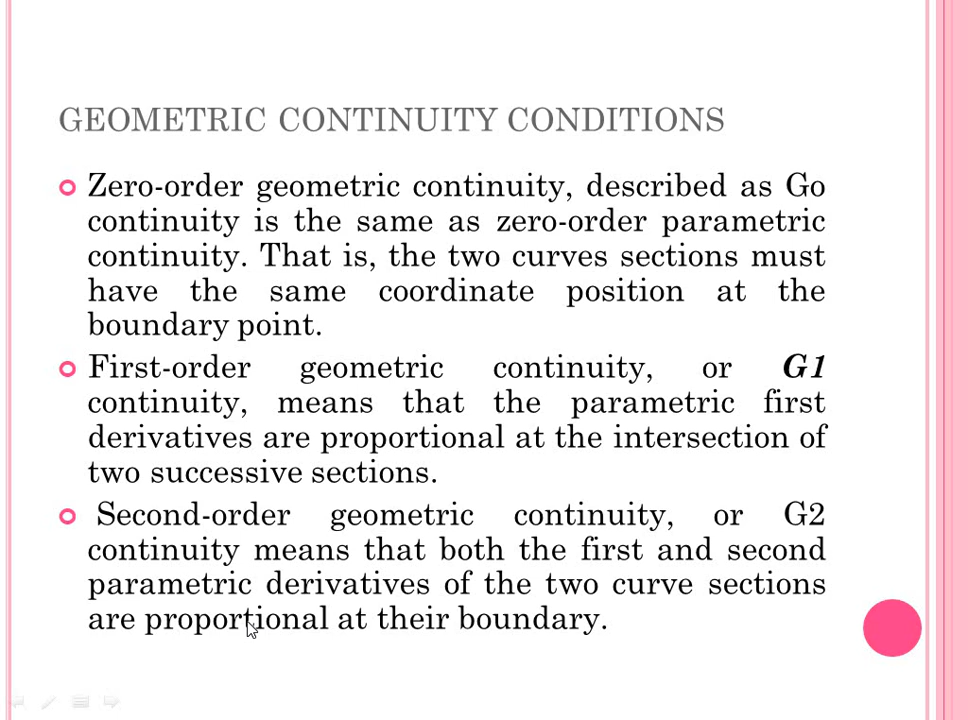 GEOMETRIC CONTINUITY CONDITIONS
Zero-order geometric continuity, described as Go
continuity is the same as zero-order parametric
continuity. That is, the two curves sections must
have the same coordinate position at the
boundary point.
First-order geometric continuity, or G1
continuity, means that the parametric first
derivatives are proportional at the intersection of
two successive sections.
Second-order geometric continuity, or G2
continuity means that both the first and second
parametric derivatives of the two curve sections
are proportional at their boundary.